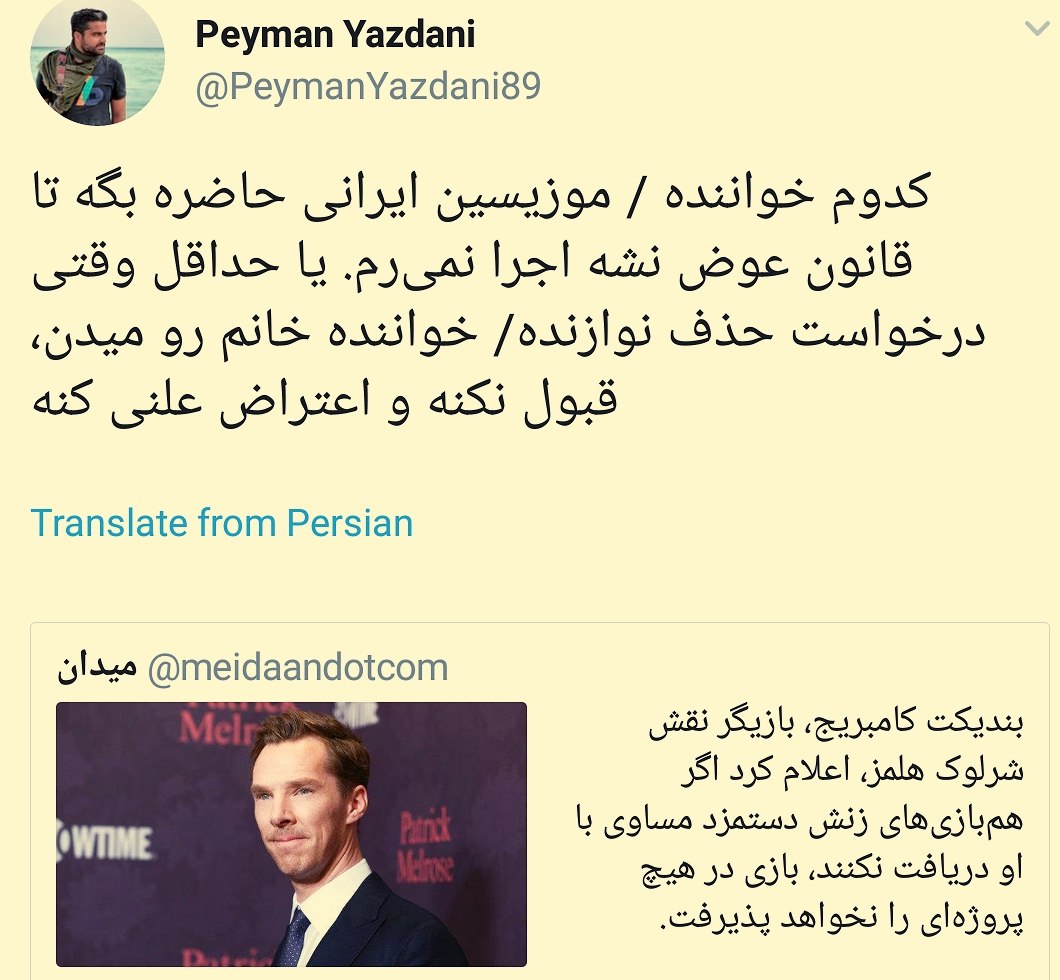 Peyman Yazdani
@PeymanYazdani89
کدوم خواننده / موزیسین ایرانی حاضره بگه تا
قانون عوض نشه اجرا نمی‌رم. یا حداقل وقتی
درخواست حذف نوازنده/ خواننده خانم رو میدن،
قبول نکنه و اعتراض علنی کنه
Translate from Persian
میدان @meidaandotcom
بندیکت کامبریج، بازیگر نقش
شرلوک هلمز، اعلام کرد اگر
هم‌بازی‌های زنش دستمزد مساوی با
او دریافت نکنند، بازی در هیچ
پروژه‌ای را نخواهد پذیرفت.
Patrick
Melr
OWTIME
Patrick
Melrose
Patric